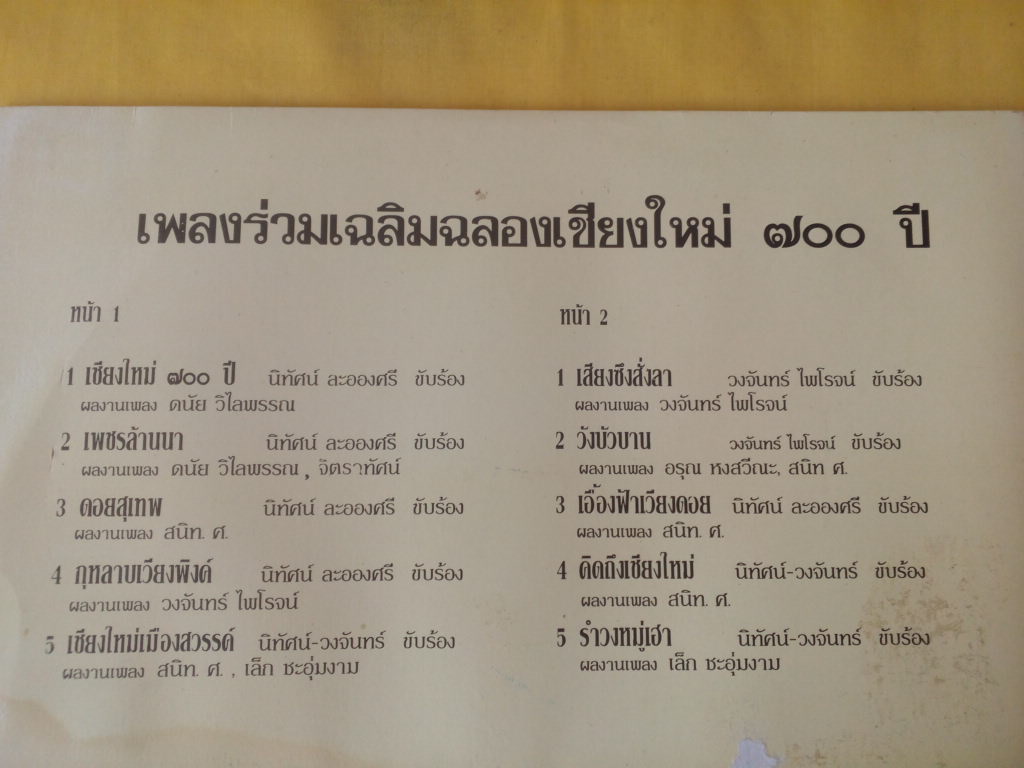 เพลงร่วมเฉลิมฉลองเชียงใหม่ ๗๐๐ ปี
หน้า 1
1 เชียงใหม่ ๗๐๐ ปี นิทัศน์ ละอองศรี ขับร้อง
ผลงานเพลง ดนัย วิไลพรรณ
2 เพชรล้านนา นิทัศน์ ละอองศรี ขับร้อง
ผลงานเพลง ดนัย วิไลพรรณ , จิตราทัศน์
3 ดอยสุเทพ นิทัศน์ ละอองศรี ขับร้อง
ผลงานเพลง สนิท. ศ.
4 กุหลาบเวียงพิงค์ นิทัศน์ ละอองศรี ขับร้อง
ผลงานเพลง วงจันทร์ ไพโรจน์
5 เชียงใหม่เมืองสวรรค์ นิทัศน์-วงจันทร์ ขับร้อง
ผลงานเพลง สนิท. ศ. , เล็ก ชะอุ่มงาม
หน้า 2
1 เสียงซึงสั่งลา วงจันทร์ ไพโรจน์ ขับร้อง
ผลงานเพลง วงจันทร์ ไพโรจน์
2 วังบัวบาน วงจันทร์ ไพโรจน์ ขับร้อง
ผลงานเพลง อรุณ หงสวีณะ, สนิท ศ.
3 เอื้องฟ้าเวียงดอย นิทัศน์ ละอองศรี ขับร้อง
ผลงานเพลง สนิท. ศ.
4 คิดถึงเชียงใหม่ นิทัศน์-วงจันทร์ ขับร้อง
ผลงานเพลง สนิท. ศ.
5 รำวงหมู่เฮา นิทัศน์-วงจันทร์ ขับร้อง
ผลงานเพลง เล็ก ชะอุ่มงาม